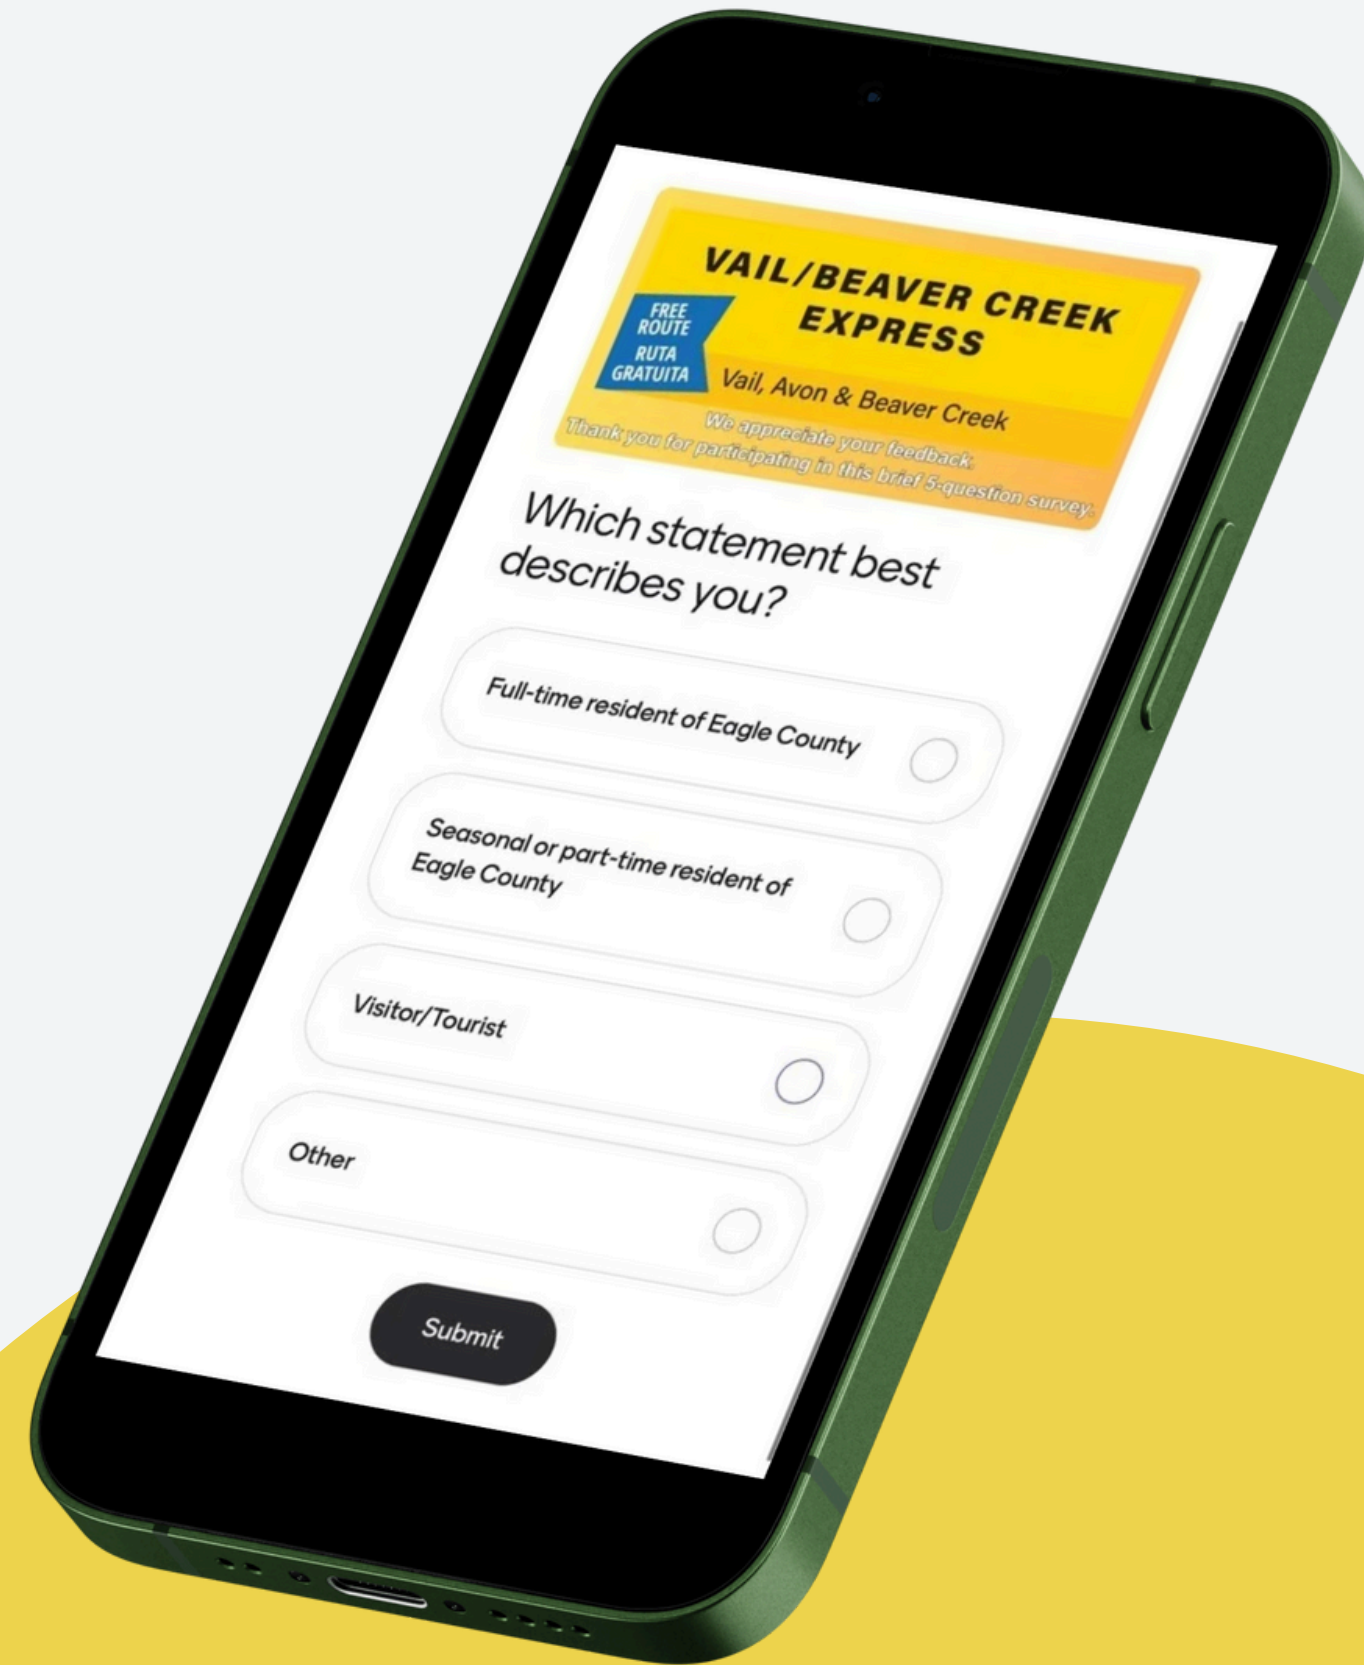 VAIL/BEAVER CREEK
EXPRESS
FREE
ROUTE
RUTA
GRATUITA
Vail, Avon & Beaver Creek
We appreciate your feedback.
Thank you for participating in this brief 5-question survey.
Which statement best
describes you?
Full-time resident of Eagle County
Seasonal or part-time resident of
Eagle County
Visitor/Tourist
Other
Submit